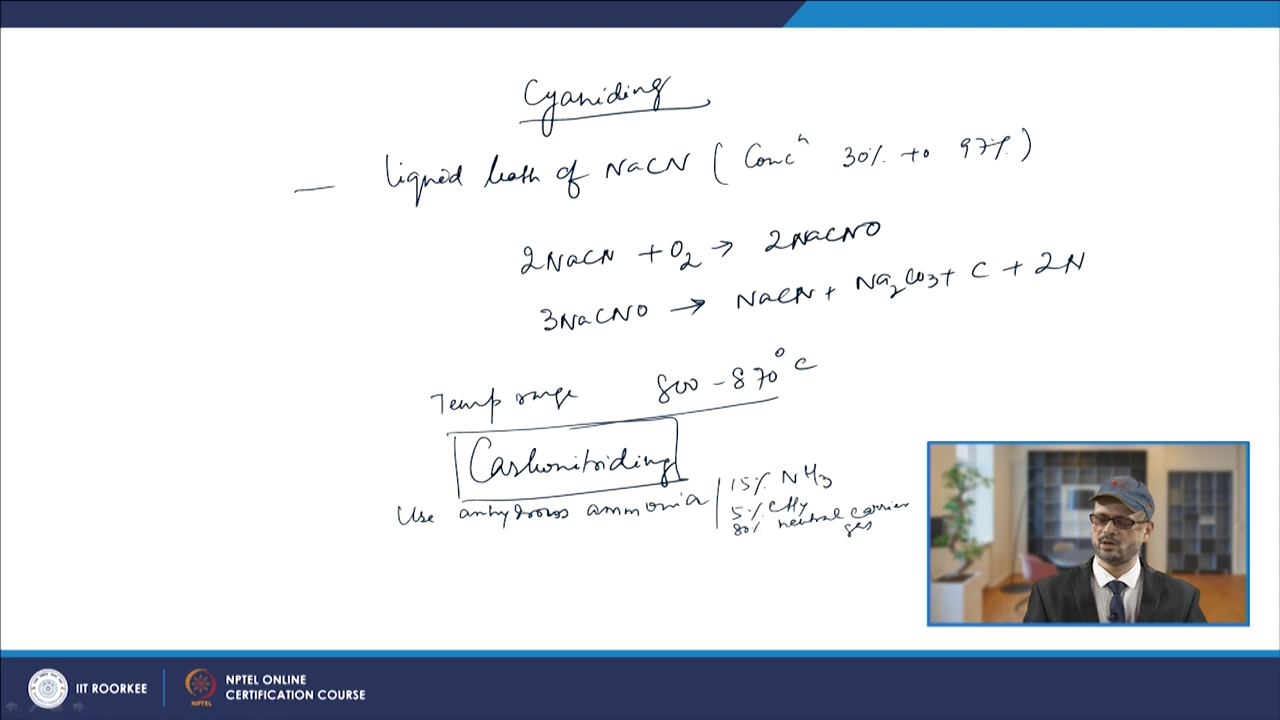 Cyaniding
— Liquid bath of NaCN ( Concⁿ 30% to 97% )
2NaCN + O₂ → 2NaCNO
3NaCNO → NaCN + Na₂CO₃ + C + 2N
Temp range 800 - 870°C
Carbonitriding
Use anhydrous ammonia
15% NH₃
5% CH₄
80% neutral carrier
gas
IIT ROORKEE
NPTEL
NPTEL ONLINE
CERTIFICATION COURSE